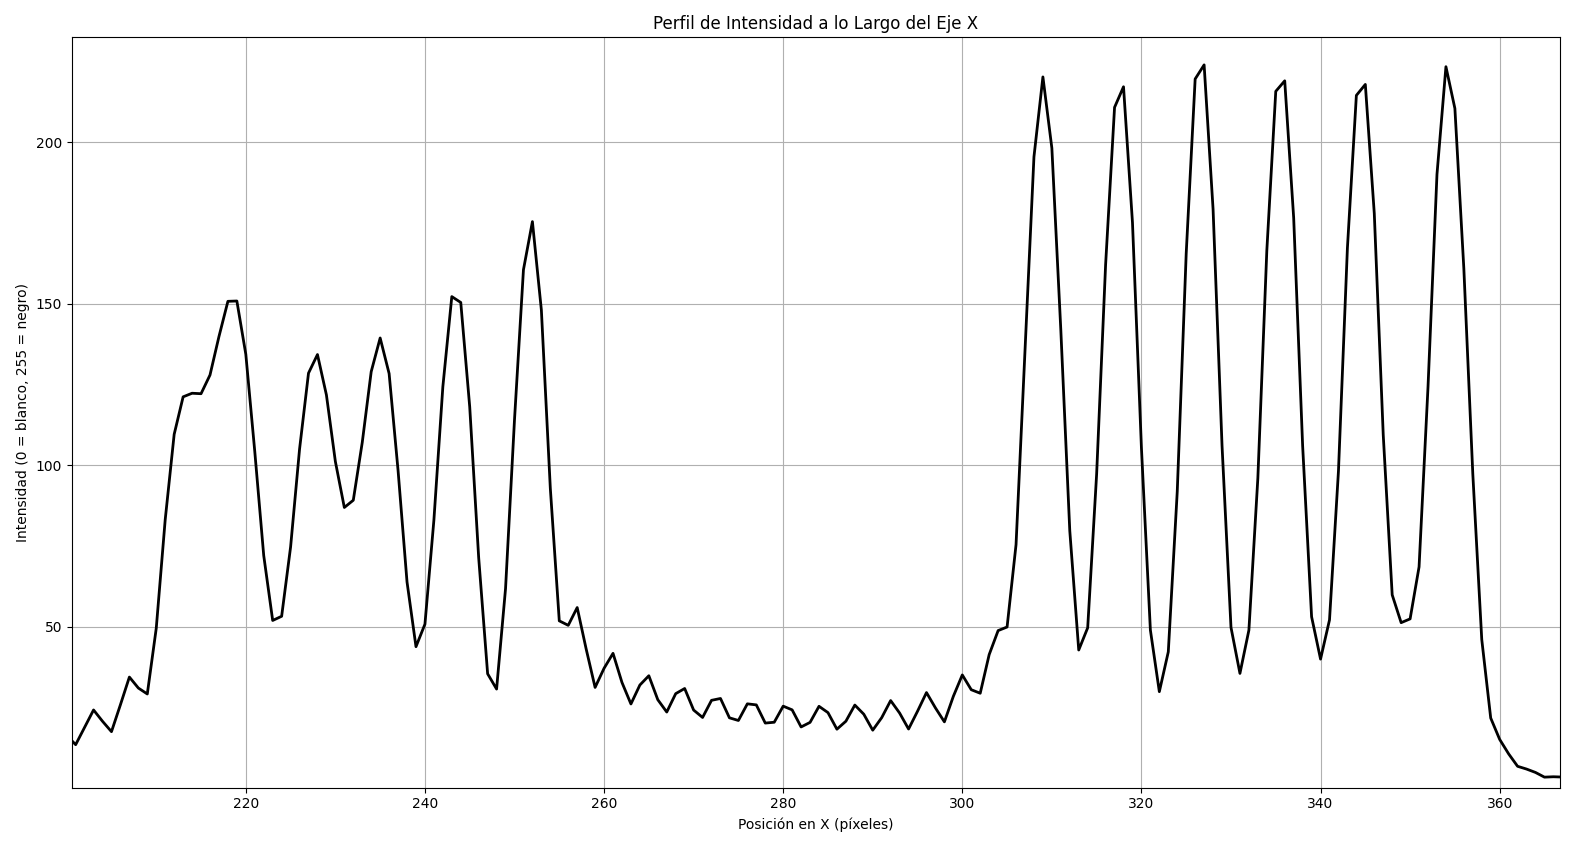 Perfil de Intensidad a lo Largo del Eje X
Intensidad (0 = blanco, 255 = negro)
200
150
100
50
220 240 260 280 300 320 340 360
Posición en X (píxeles)